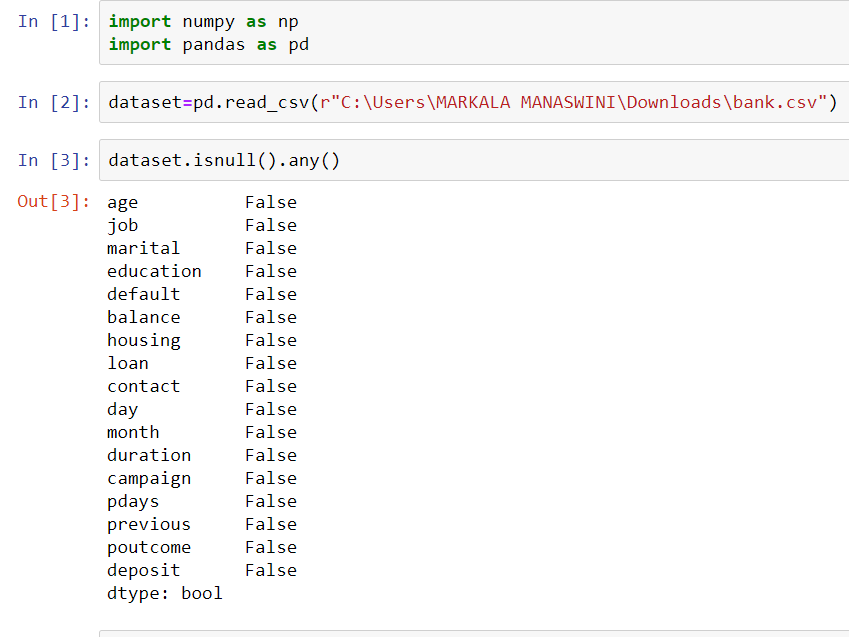 In [1]: import numpy as np
import pandas as pd
In [2]: dataset=pd.read_csv(r"C:\Users\MARKALA MANASWINI\Downloads\bank.csv")
In [3]: dataset.isnull().any()
Out[3]: age False
job False
marital False
education False
default False
balance False
housing False
loan False
contact False
day False
month False
duration False
campaign False
pdays False
previous False
poutcome False
deposit False
dtype: bool